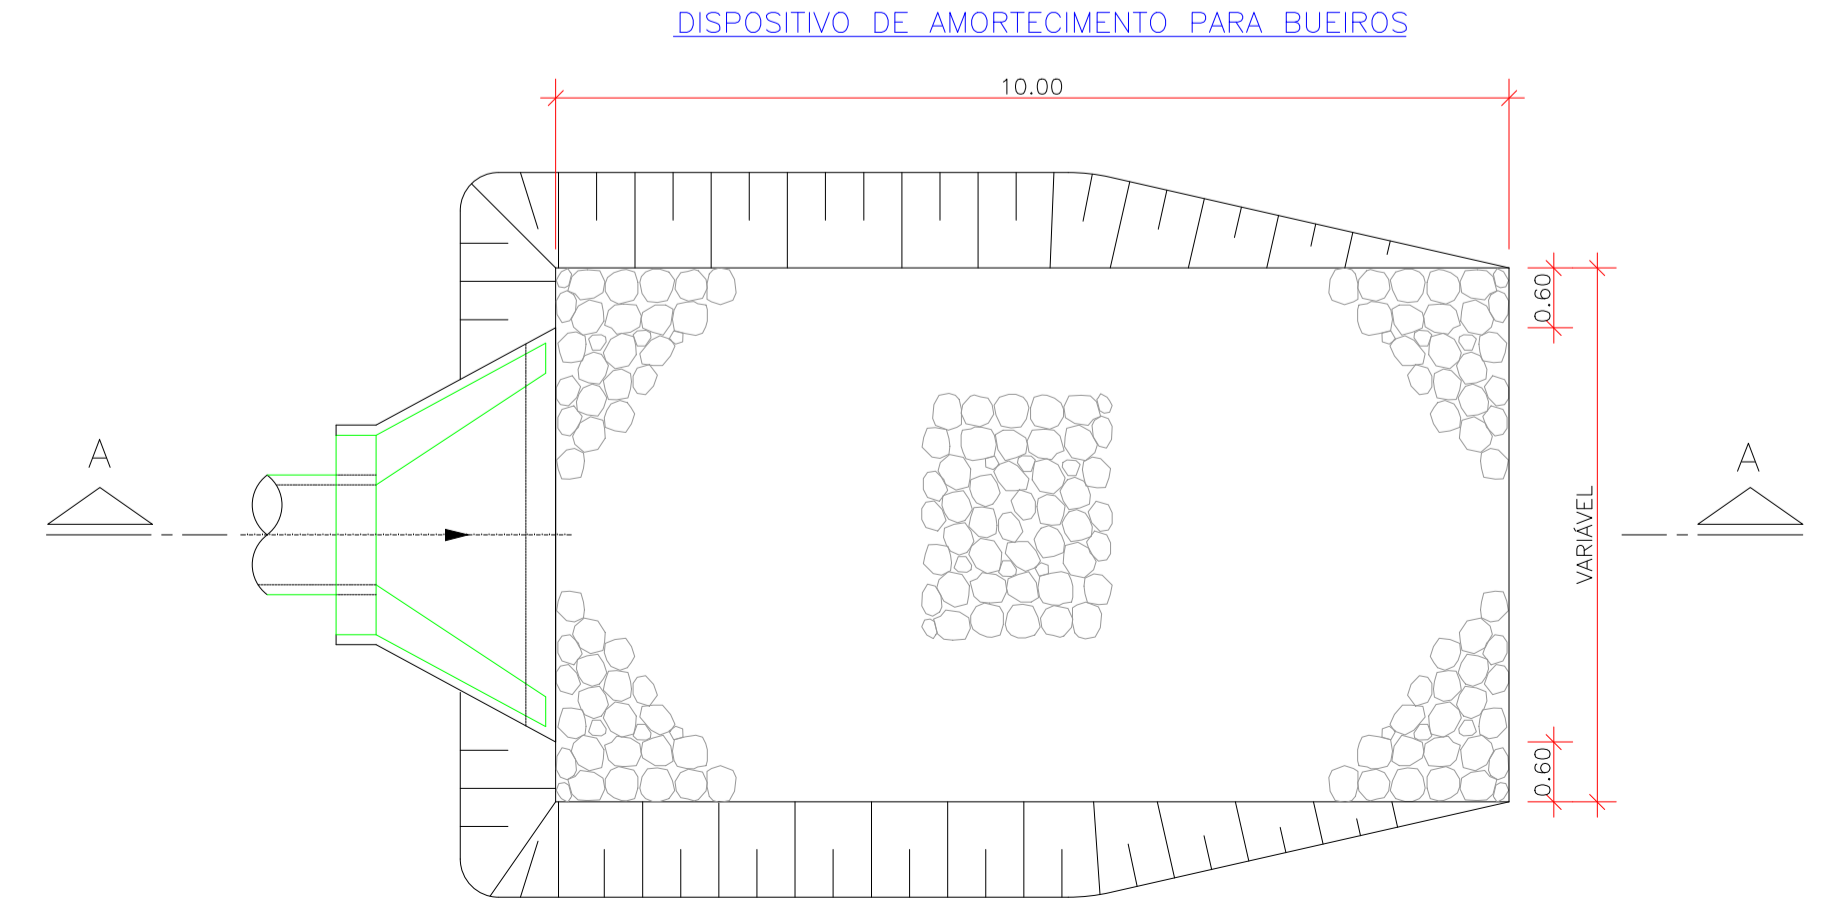 DISPOSITIVO DE AMORTECIMENTO PARA BUEIROS
10.00
0.60
A
A
VARIÁVEL
0.60